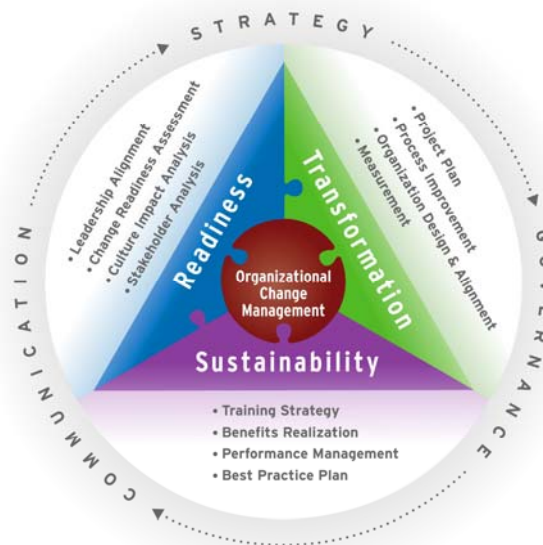 STRATEGY
GOVERNANCE
COMMUNICATION
• Leadership Alignment
• Change Readiness Assessment
• Culture Impact Analysis
• Stakeholder Analysis
Readiness
• Project Plan
• Process Improvement
• Organization Design & Alignment
• Measurement
Transformation
Organizational
Change
Management
Sustainability
• Training Strategy
• Benefits Realization
• Performance Management
• Best Practice Plan